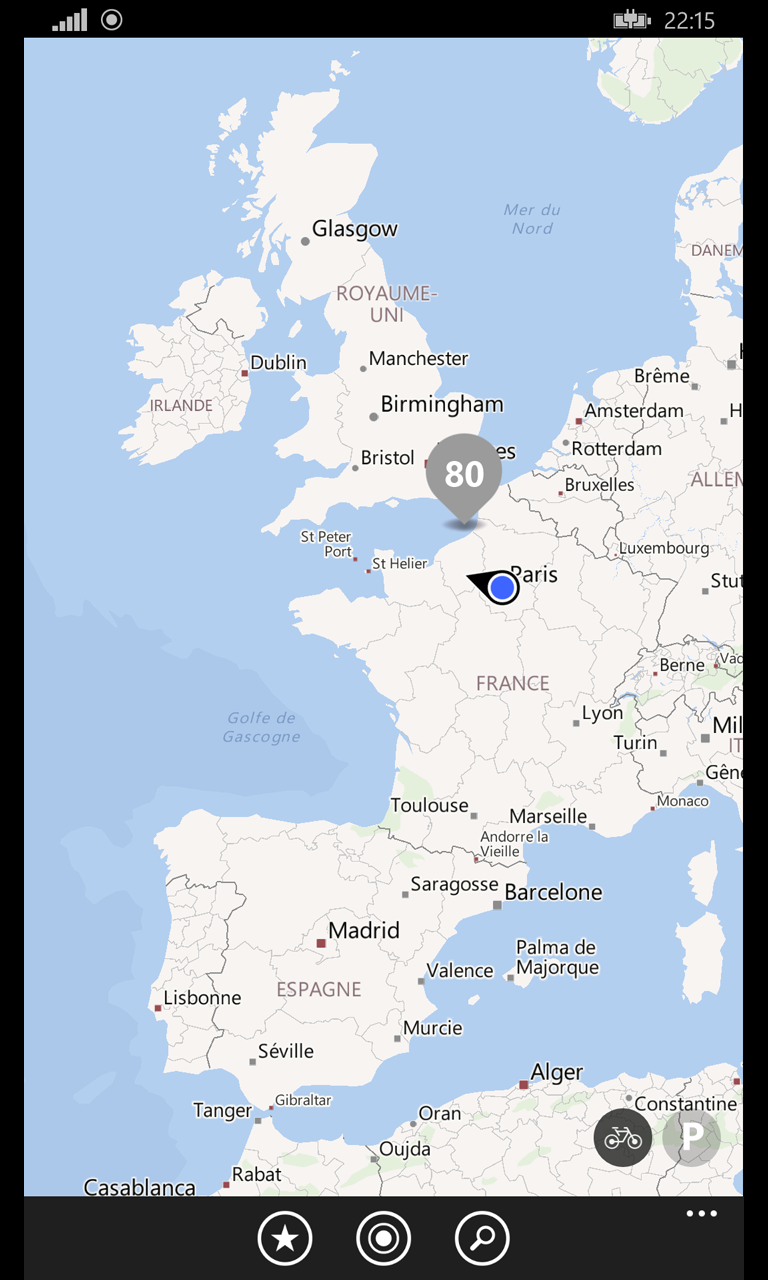 22:15
Mer du
Nord
Glasgow
DANEM
ROYAUME-
UNI
Manchester
Dublin
Brême
IRLANDE
Birmingham
Amsterdam
H
Rotterdam
Bristol
es
80
ALLEM
Bruxelles
St Peter
Port
Luxembourg
St Helier
Paris
Stut
Berne
Vad
FRANCE
Lyon
Mil
Golfe de
Gascogne
Turin
IT
Gêne
Monaco
Toulouse
Marseille
Andorre la
Vieille
Saragosse
Barcelone
Madrid
Palma de
Majorque
Valence
ESPAGNE
Lisbonne
Murcie
Séville
Alger
Gibraltar
Tanger
Oran
Constantine
P
Oujda
Rabat
Casablanca